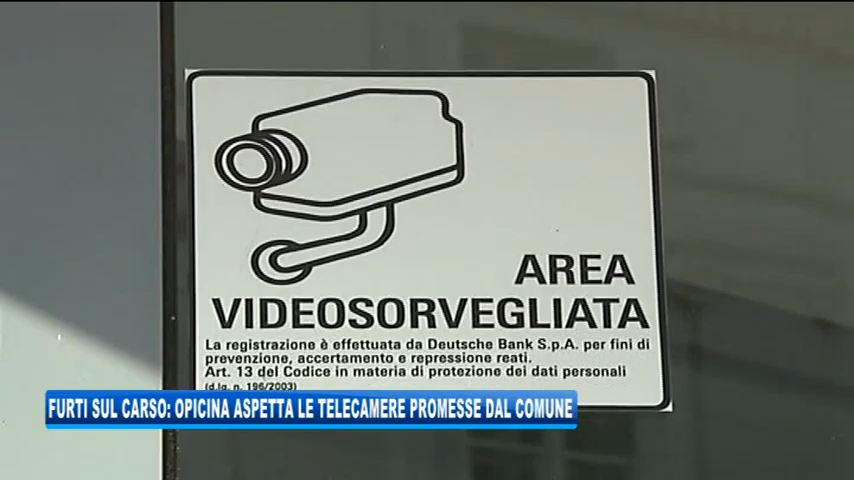 AREA
VIDEOSORVEGLIATA
La registrazione è effettuata da Deutsche Bank S.p.A. per fini di
prevenzione, accertamento e repressione reati.
Art. 13 del Codice in materia di protezione dei dati personali
(d.lg. n. 196/2003)
FURTI SUL CARSO: OPICINA ASPETTA LE TELECAMERE PROMESSE DAL COMUNE